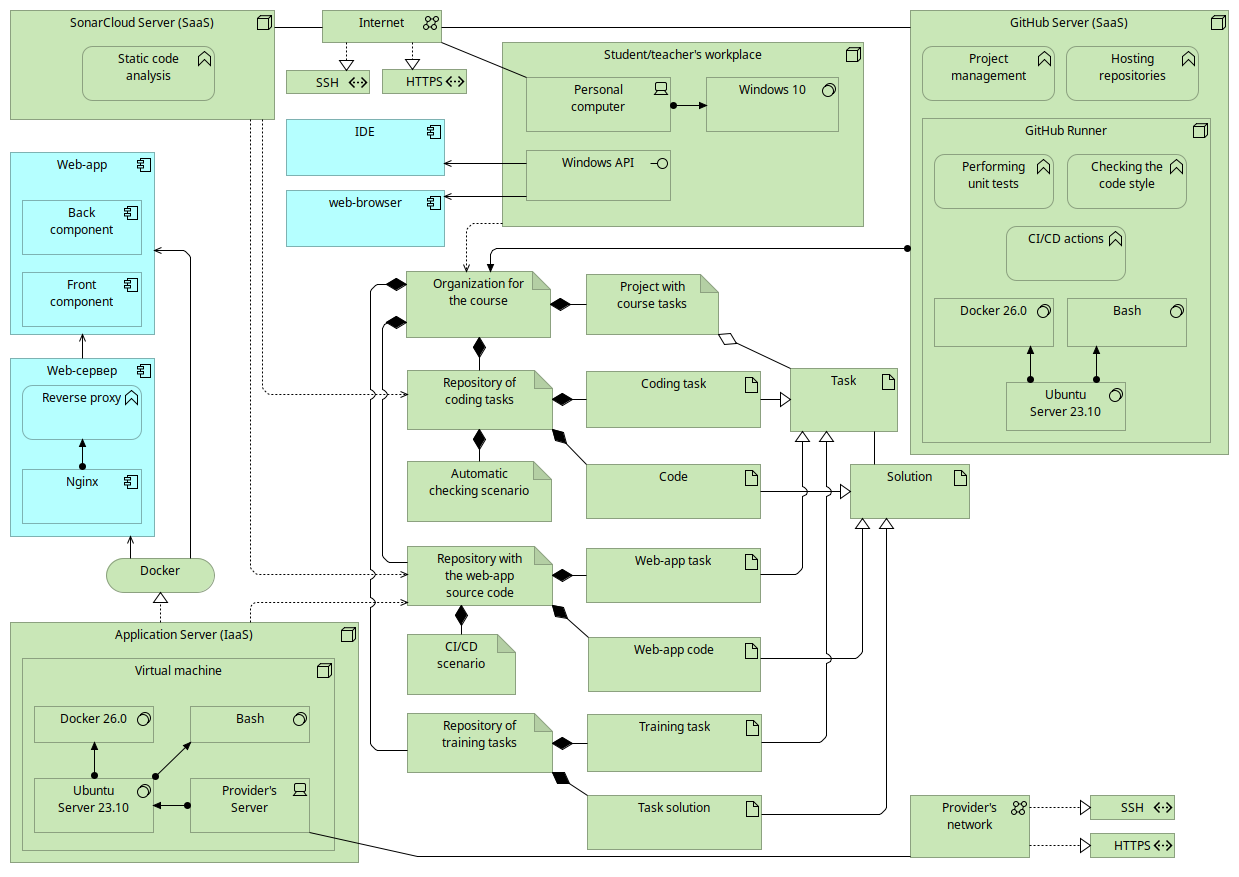 SonarCloud Server (SaaS)
Static code
analysis
Internet
SSH
HTTPS
Student/teacher's workplace
Personal
computer
Windows 10
Windows API
IDE
web-browser
GitHub Server (SaaS)
Project
management
Hosting
repositories
GitHub Runner
Performing
unit tests
Checking the
code style
CI/CD actions
Docker 26.0
Bash
Ubuntu
Server 23.10
Web-app
Back
component
Front
component
Web-сервер
Reverse proxy
Nginx
Docker
Organization for
the course
Project with
course tasks
Repository of
coding tasks
Coding task
Task
Automatic
checking scenario
Code
Solution
Repository with
the web-app
source code
Web-app task
CI/CD
scenario
Web-app code
Repository of
training tasks
Training task
Task solution
Application Server (IaaS)
Virtual machine
Docker 26.0
Bash
Ubuntu
Server 23.10
Provider's
Server
Provider's
network
SSH
HTTPS